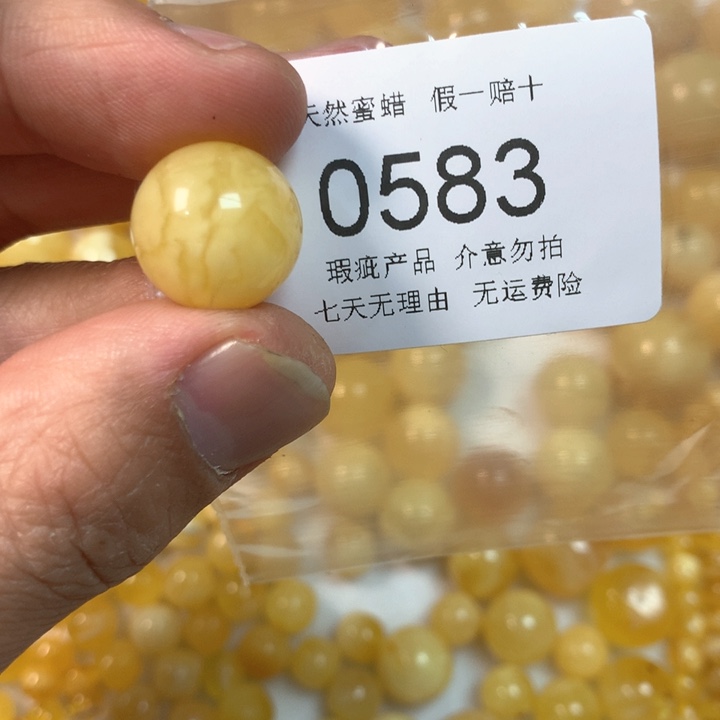 天然蜜蜡 假一赔十
0583
瑕疵产品 介意勿拍
七天无理由 无运费险